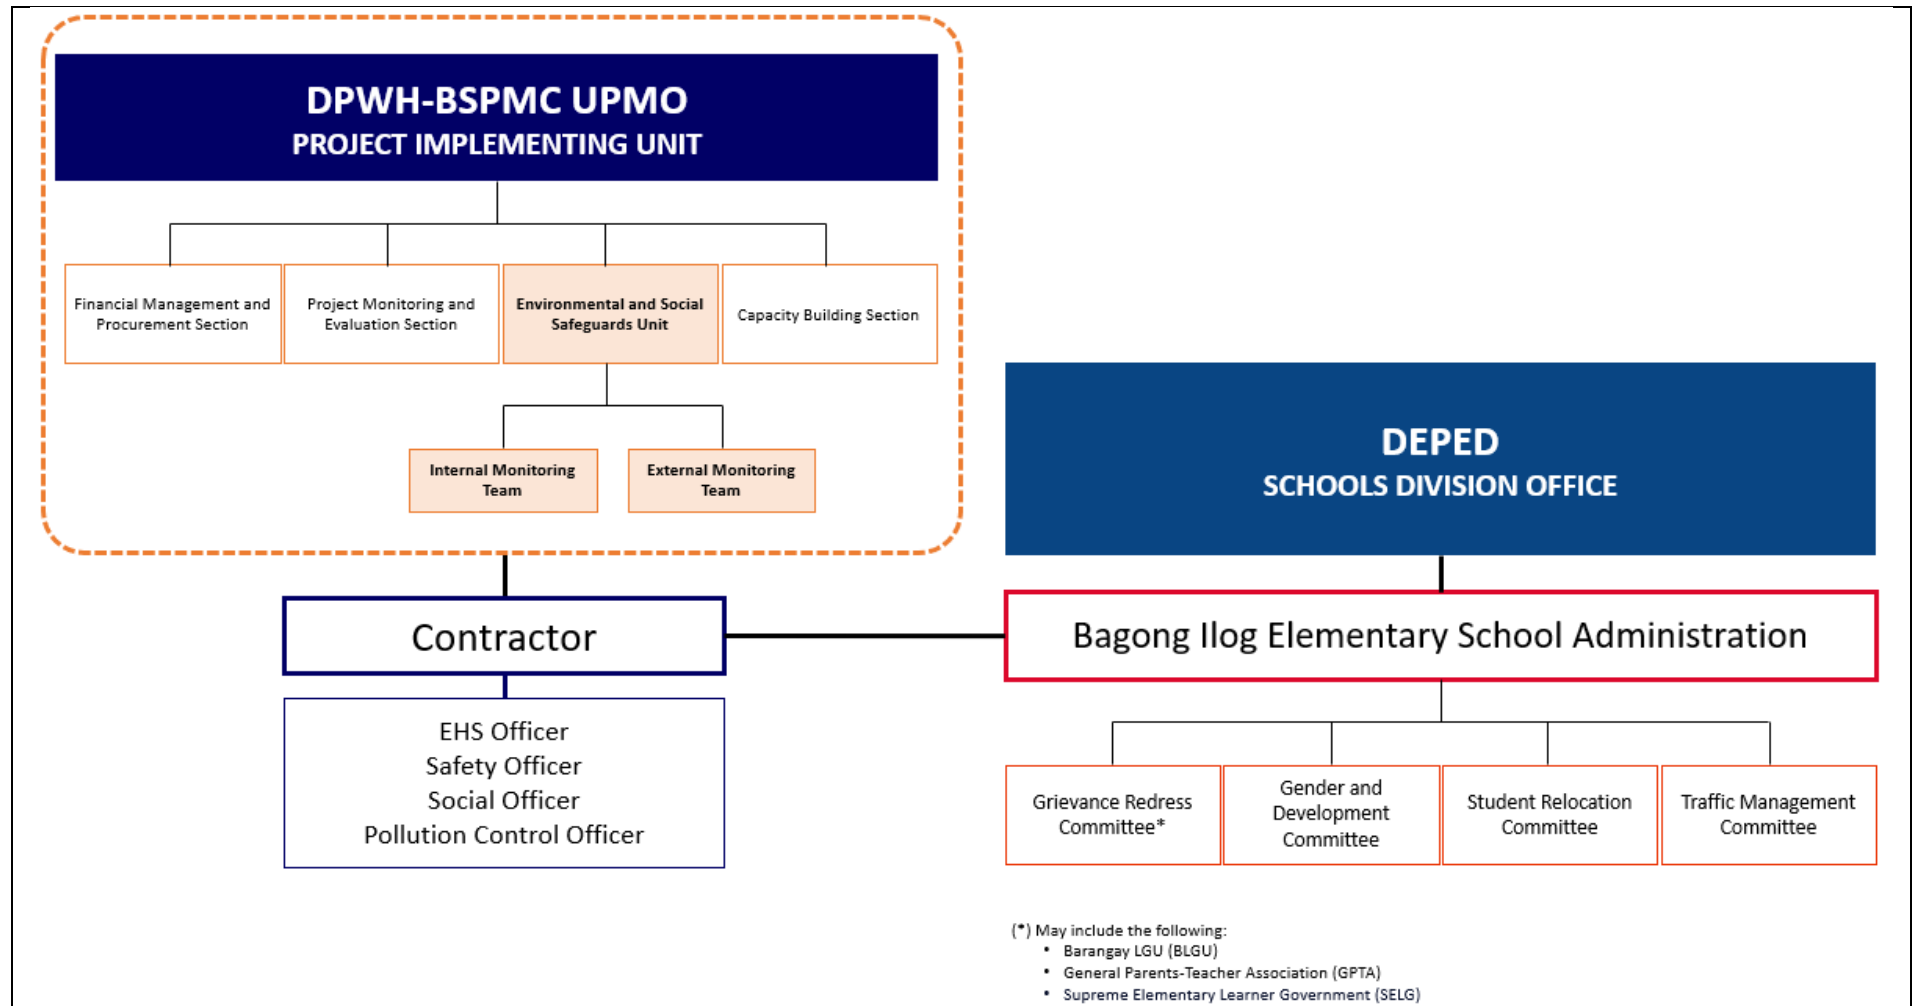 DPWH-BSPMC UPMO
PROJECT IMPLEMENTING UNIT
Financial Management and
Procurement Section
Project Monitoring and
Evaluation Section
Environmental and Social
Safeguards Unit
Capacity Building Section
Internal Monitoring
Team
External Monitoring
Team
DEPED
SCHOOLS DIVISION OFFICE
Contractor
Bagong Ilog Elementary School Administration
EHS Officer
Safety Officer
Social Officer
Pollution Control Officer
Grievance Redress
Committee*
Gender and
Development
Committee
Student Relocation
Committee
Traffic Management
Committee
(*) May include the following:
• Barangay LGU (BLGU)
• General Parents-Teacher Association (GPTA)
• Supreme Elementary Learner Government (SELG)